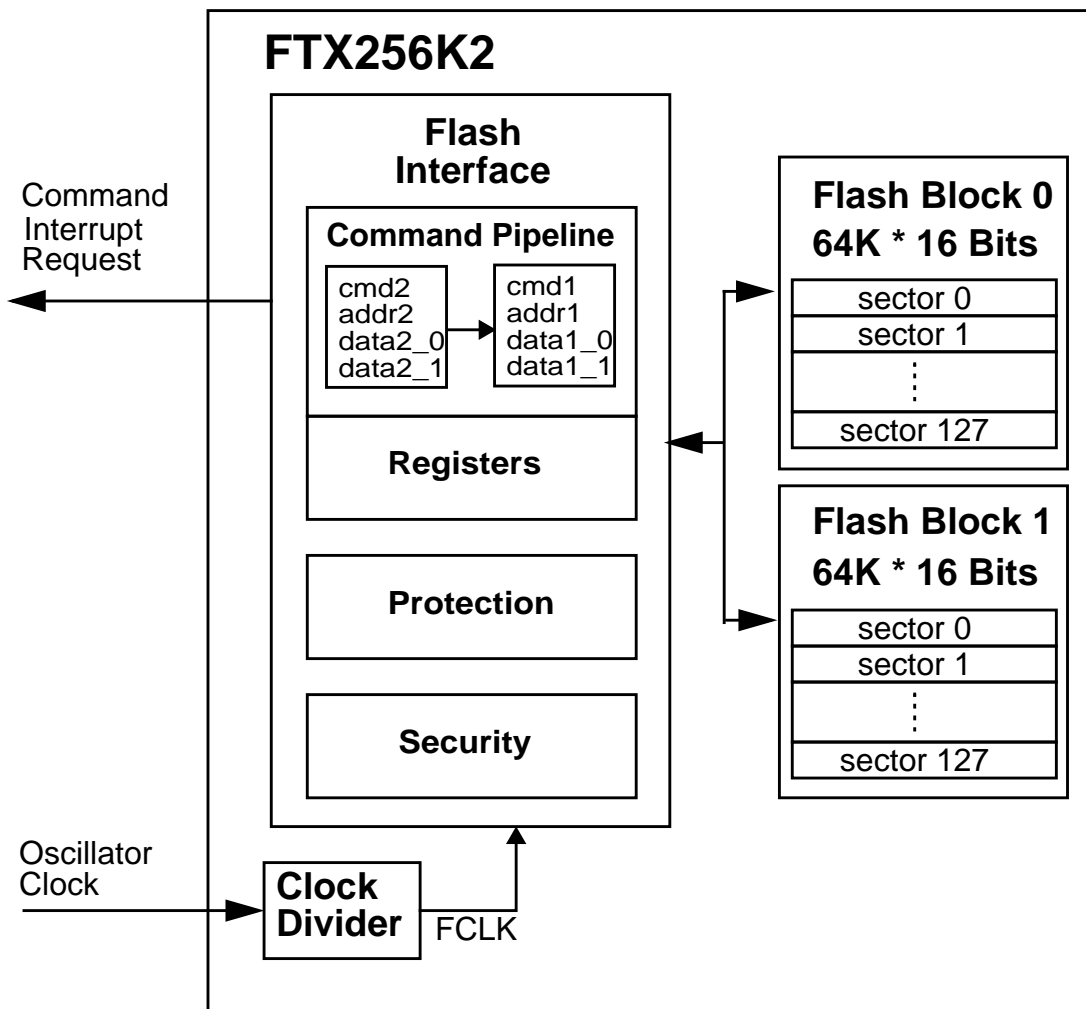 FTX256K2
Flash
Interface
Command
Interrupt
Request
Command Pipeline
cmd2
addr2
data2_0
data2_1
cmd1
addr1
data1_0
data1_1
Registers
Protection
Security
Flash Block 0
64K * 16 Bits
sector 0
sector 1
sector 127
Flash Block 1
64K * 16 Bits
sector 0
sector 1
sector 127
Oscillator
Clock
Clock
Divider
FCLK